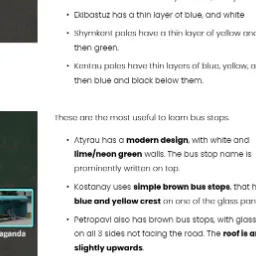 • Ekibastuz has a thin layer of blue, and white
• Shymkent poles have a thin layer of yellow and
then green.
• Kentau poles have thin layers of blue, yellow, a
then blue and black below them.
These are the most useful to learn bus stops.
• Atyrau has a modern design, with white and
lime/neon green walls. The bus stop name is
prominently written on top.
• Kostanay uses simple brown bus stops, that h
blue and yellow crest on one of the glass pan
• Petropavl also has brown bus stops, with glass
on all 3 sides not facing the road. The roof is an
slightly upwards.
aganda